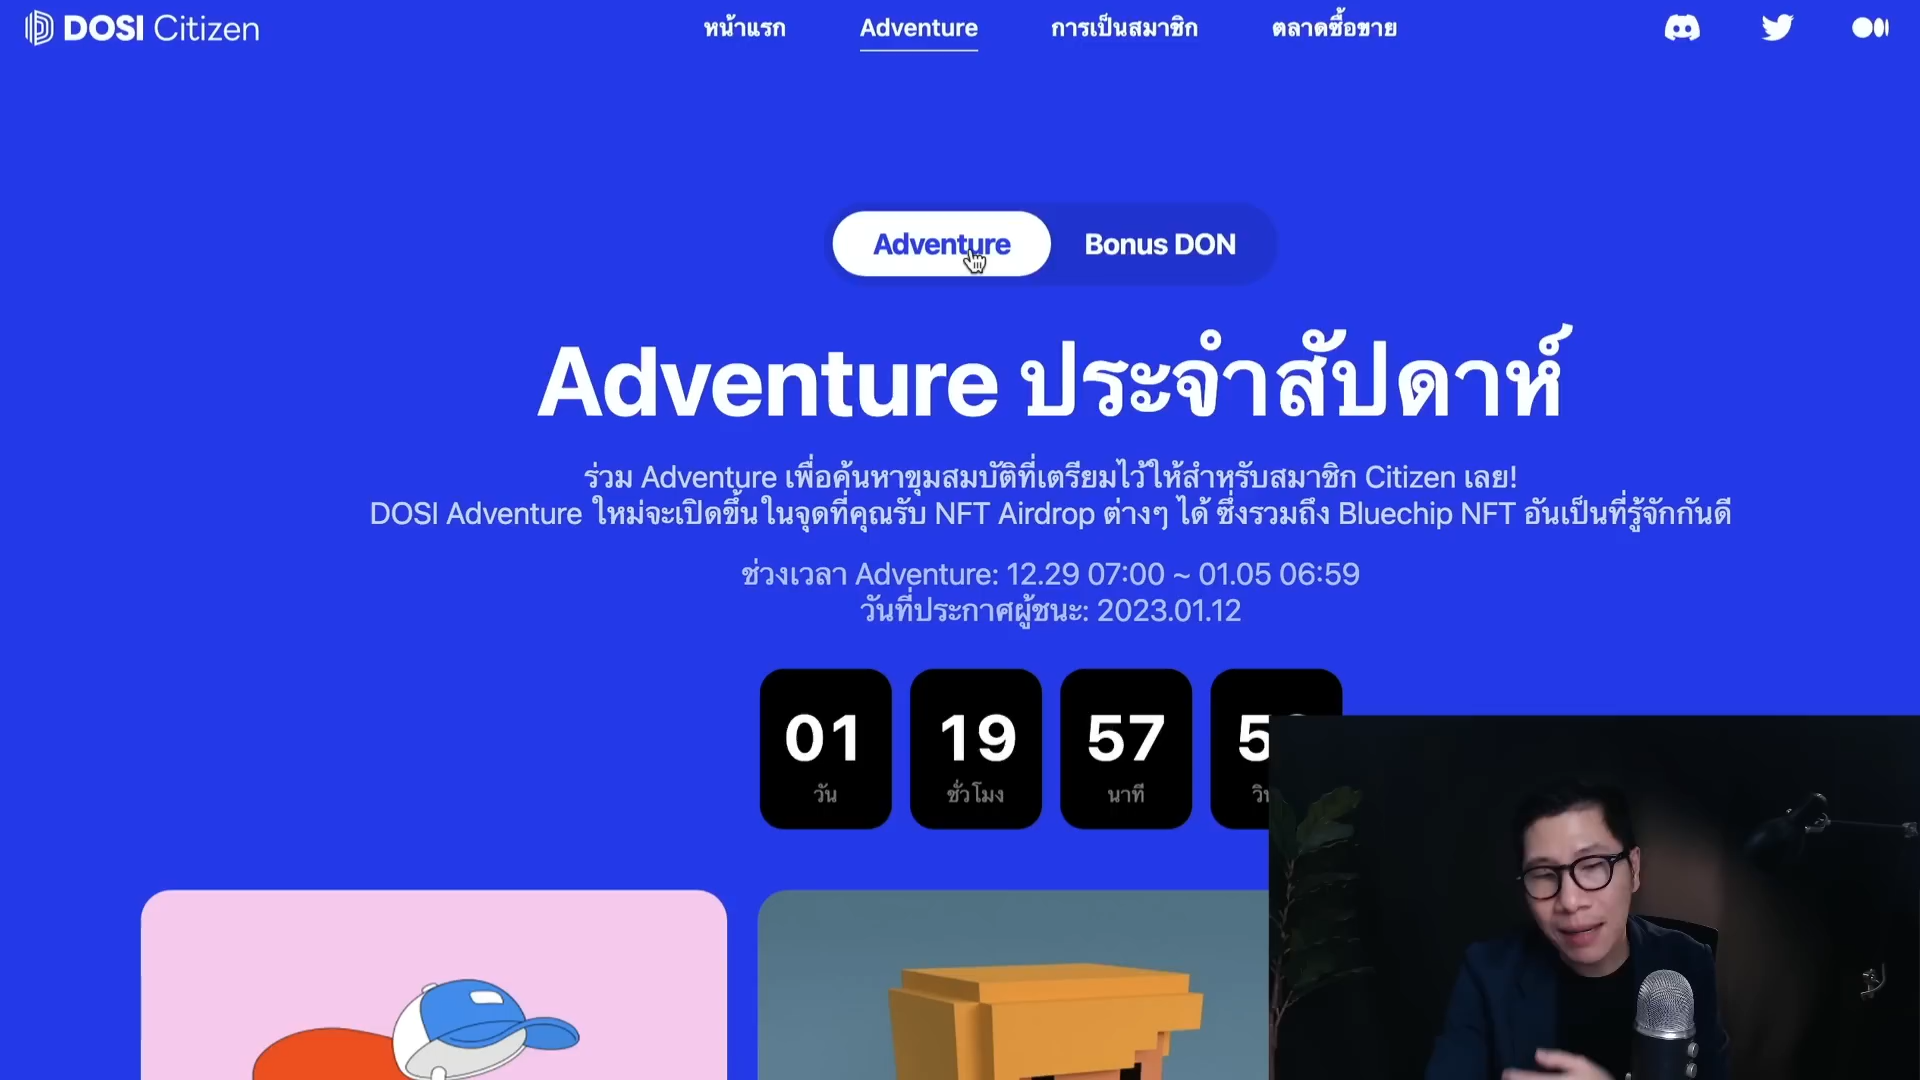 DOSI Citizen
หน้าแรก
Adventure
การเป็นสมาชิก
ตลาดซื้อขาย
Adventure
Bonus DON
Adventure ประจำสัปดาห์
ร่วม Adventure เพื่อค้นหาขุมสมบัติที่เตรียมไว้ให้สำหรับสมาชิก Citizen เลย!
DOSI Adventure ใหม่จะเปิดขึ้นในจุดที่คุณรับ NFT Airdrop ต่างๆ ได้ ซึ่งรวมถึง Bluechip NFT อันเป็นที่รู้จักกันดี
ช่วงเวลา Adventure: 12.29 07:00 ~ 01.05 06:59
วันที่ประกาศผู้ชนะ: 2023.01.12
01
19
57
วัน
ชั่วโมง
นาที